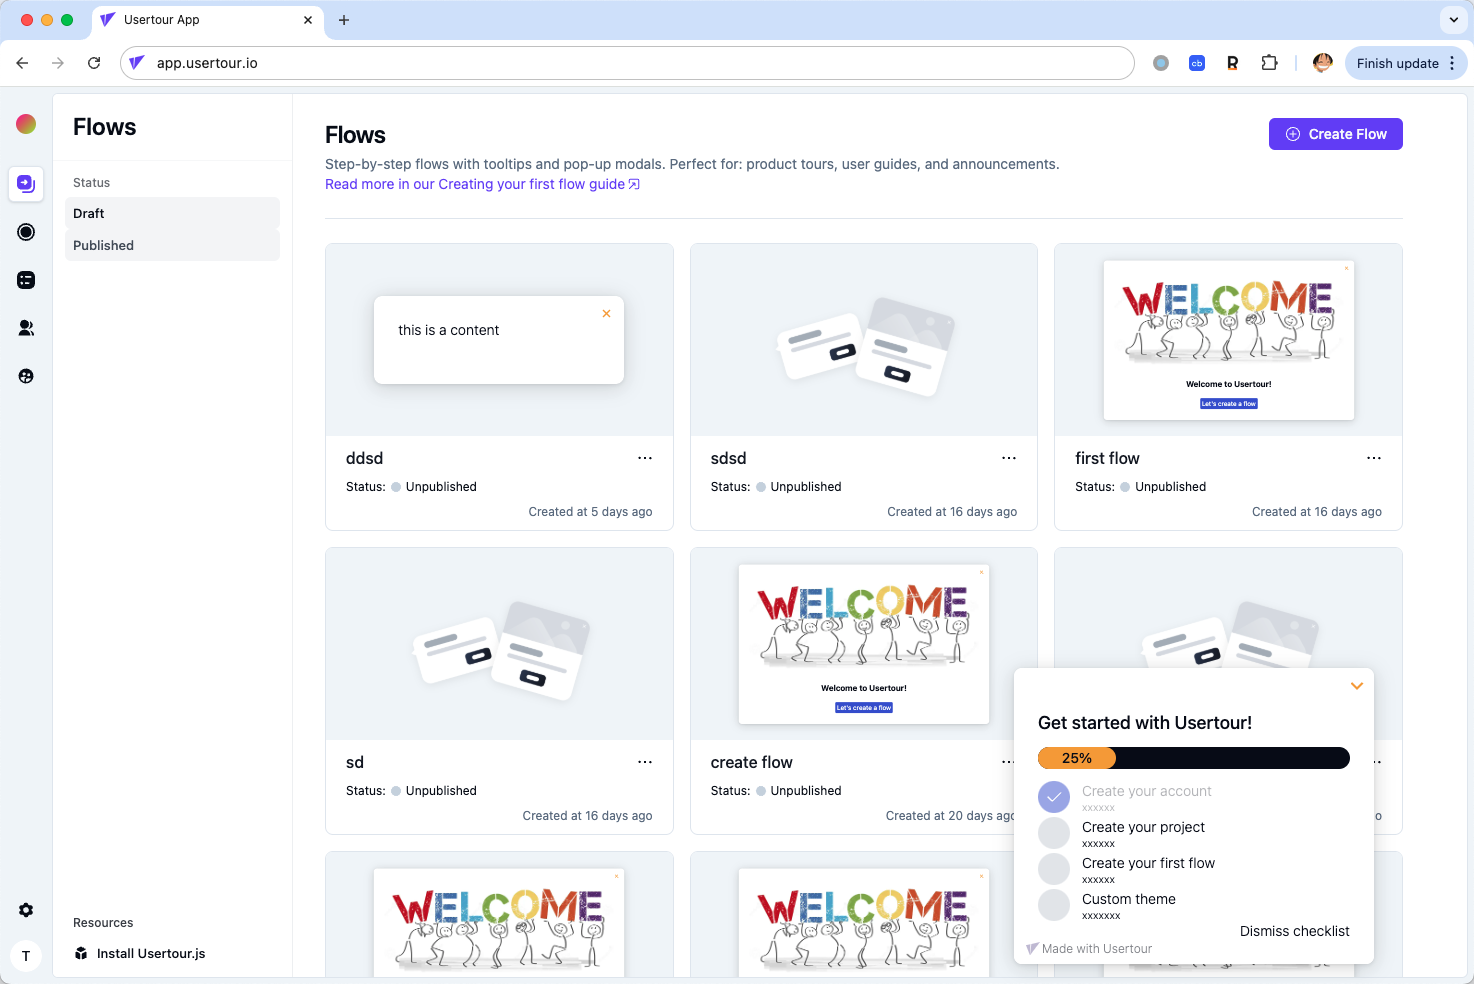 Usertour App
app.usertour.io
cb
R
Finish update
Flows
Status
Draft
Published
Resources
Install Usertour.js
T
Flows
Create Flow
Step-by-step flows with tooltips and pop-up modals. Perfect for: product tours, user guides, and announcements.
Read more in our Creating your first flow guide
this is a content
ddsd
Status: Unpublished
Created at 5 days ago
sdsd
Status: Unpublished
Created at 16 days ago
WELCOME
Welcome to Usertour!
Let's create a flow
first flow
Status: Unpublished
Created at 16 days ago
sd
Status: Unpublished
Created at 16 days ago
WELCOME
Welcome to Usertour!
Let's create a flow
create flow
Status: Unpublished
Created at 20 days ago
WELCOME
WELCOME
Get started with Usertour!
25%
Create your account
xxxxxx
Create your project
xxxxxx
Create your first flow
xxxxxx
Custom theme
xxxxxxx
Dismiss checklist
Made with Usertour